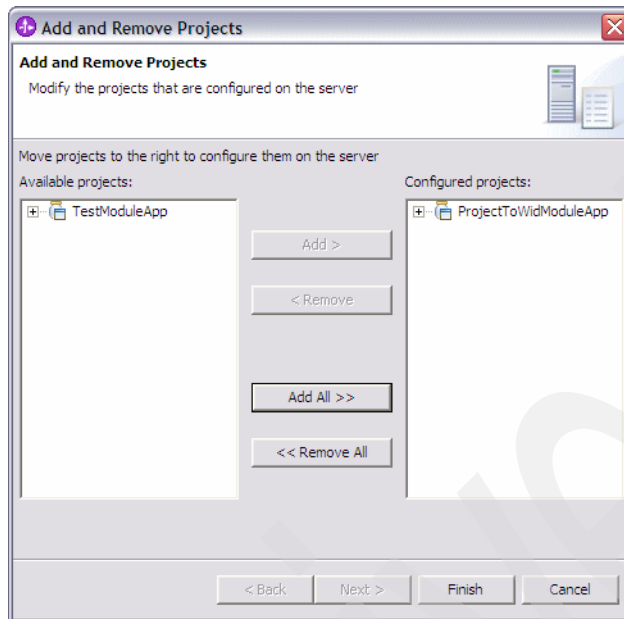 Add and Remove Projects
Add and Remove Projects
Modify the projects that are configured on the server
Move projects to the right to configure them on the server
Available projects:
Configured projects:
TestModuleApp
ProjectToWidModuleApp
Add >
< Remove
Add All >>
<< Remove All
< Back
Next >
Finish
Cancel